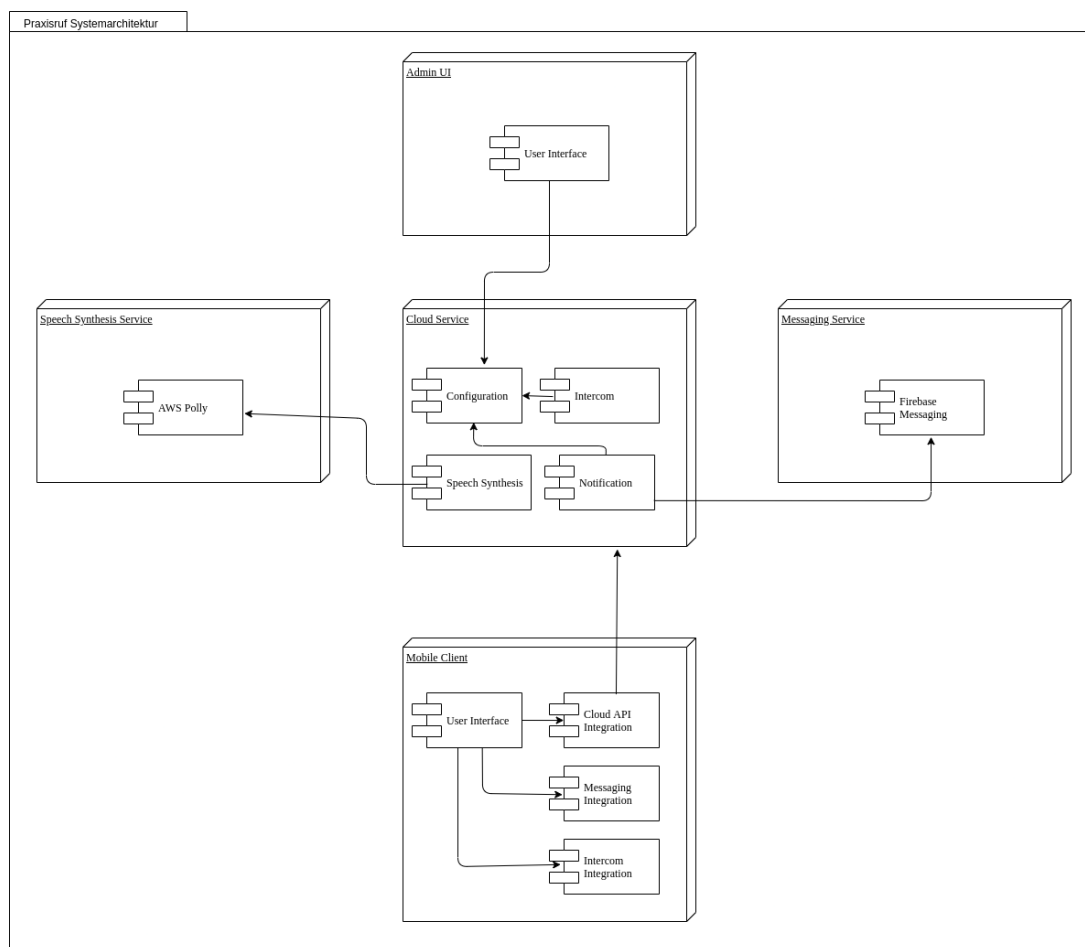 Praxisruf Systemarchitektur
Admin UI
User Interface
Speech Synthesis Service
AWS Polly
Cloud Service
Configuration
Intercom
Speech Synthesis
Notification
Messaging Service
Firebase
Messaging
Mobile Client
User Interface
Cloud API
Integration
Messaging
Integration
Intercom
Integration